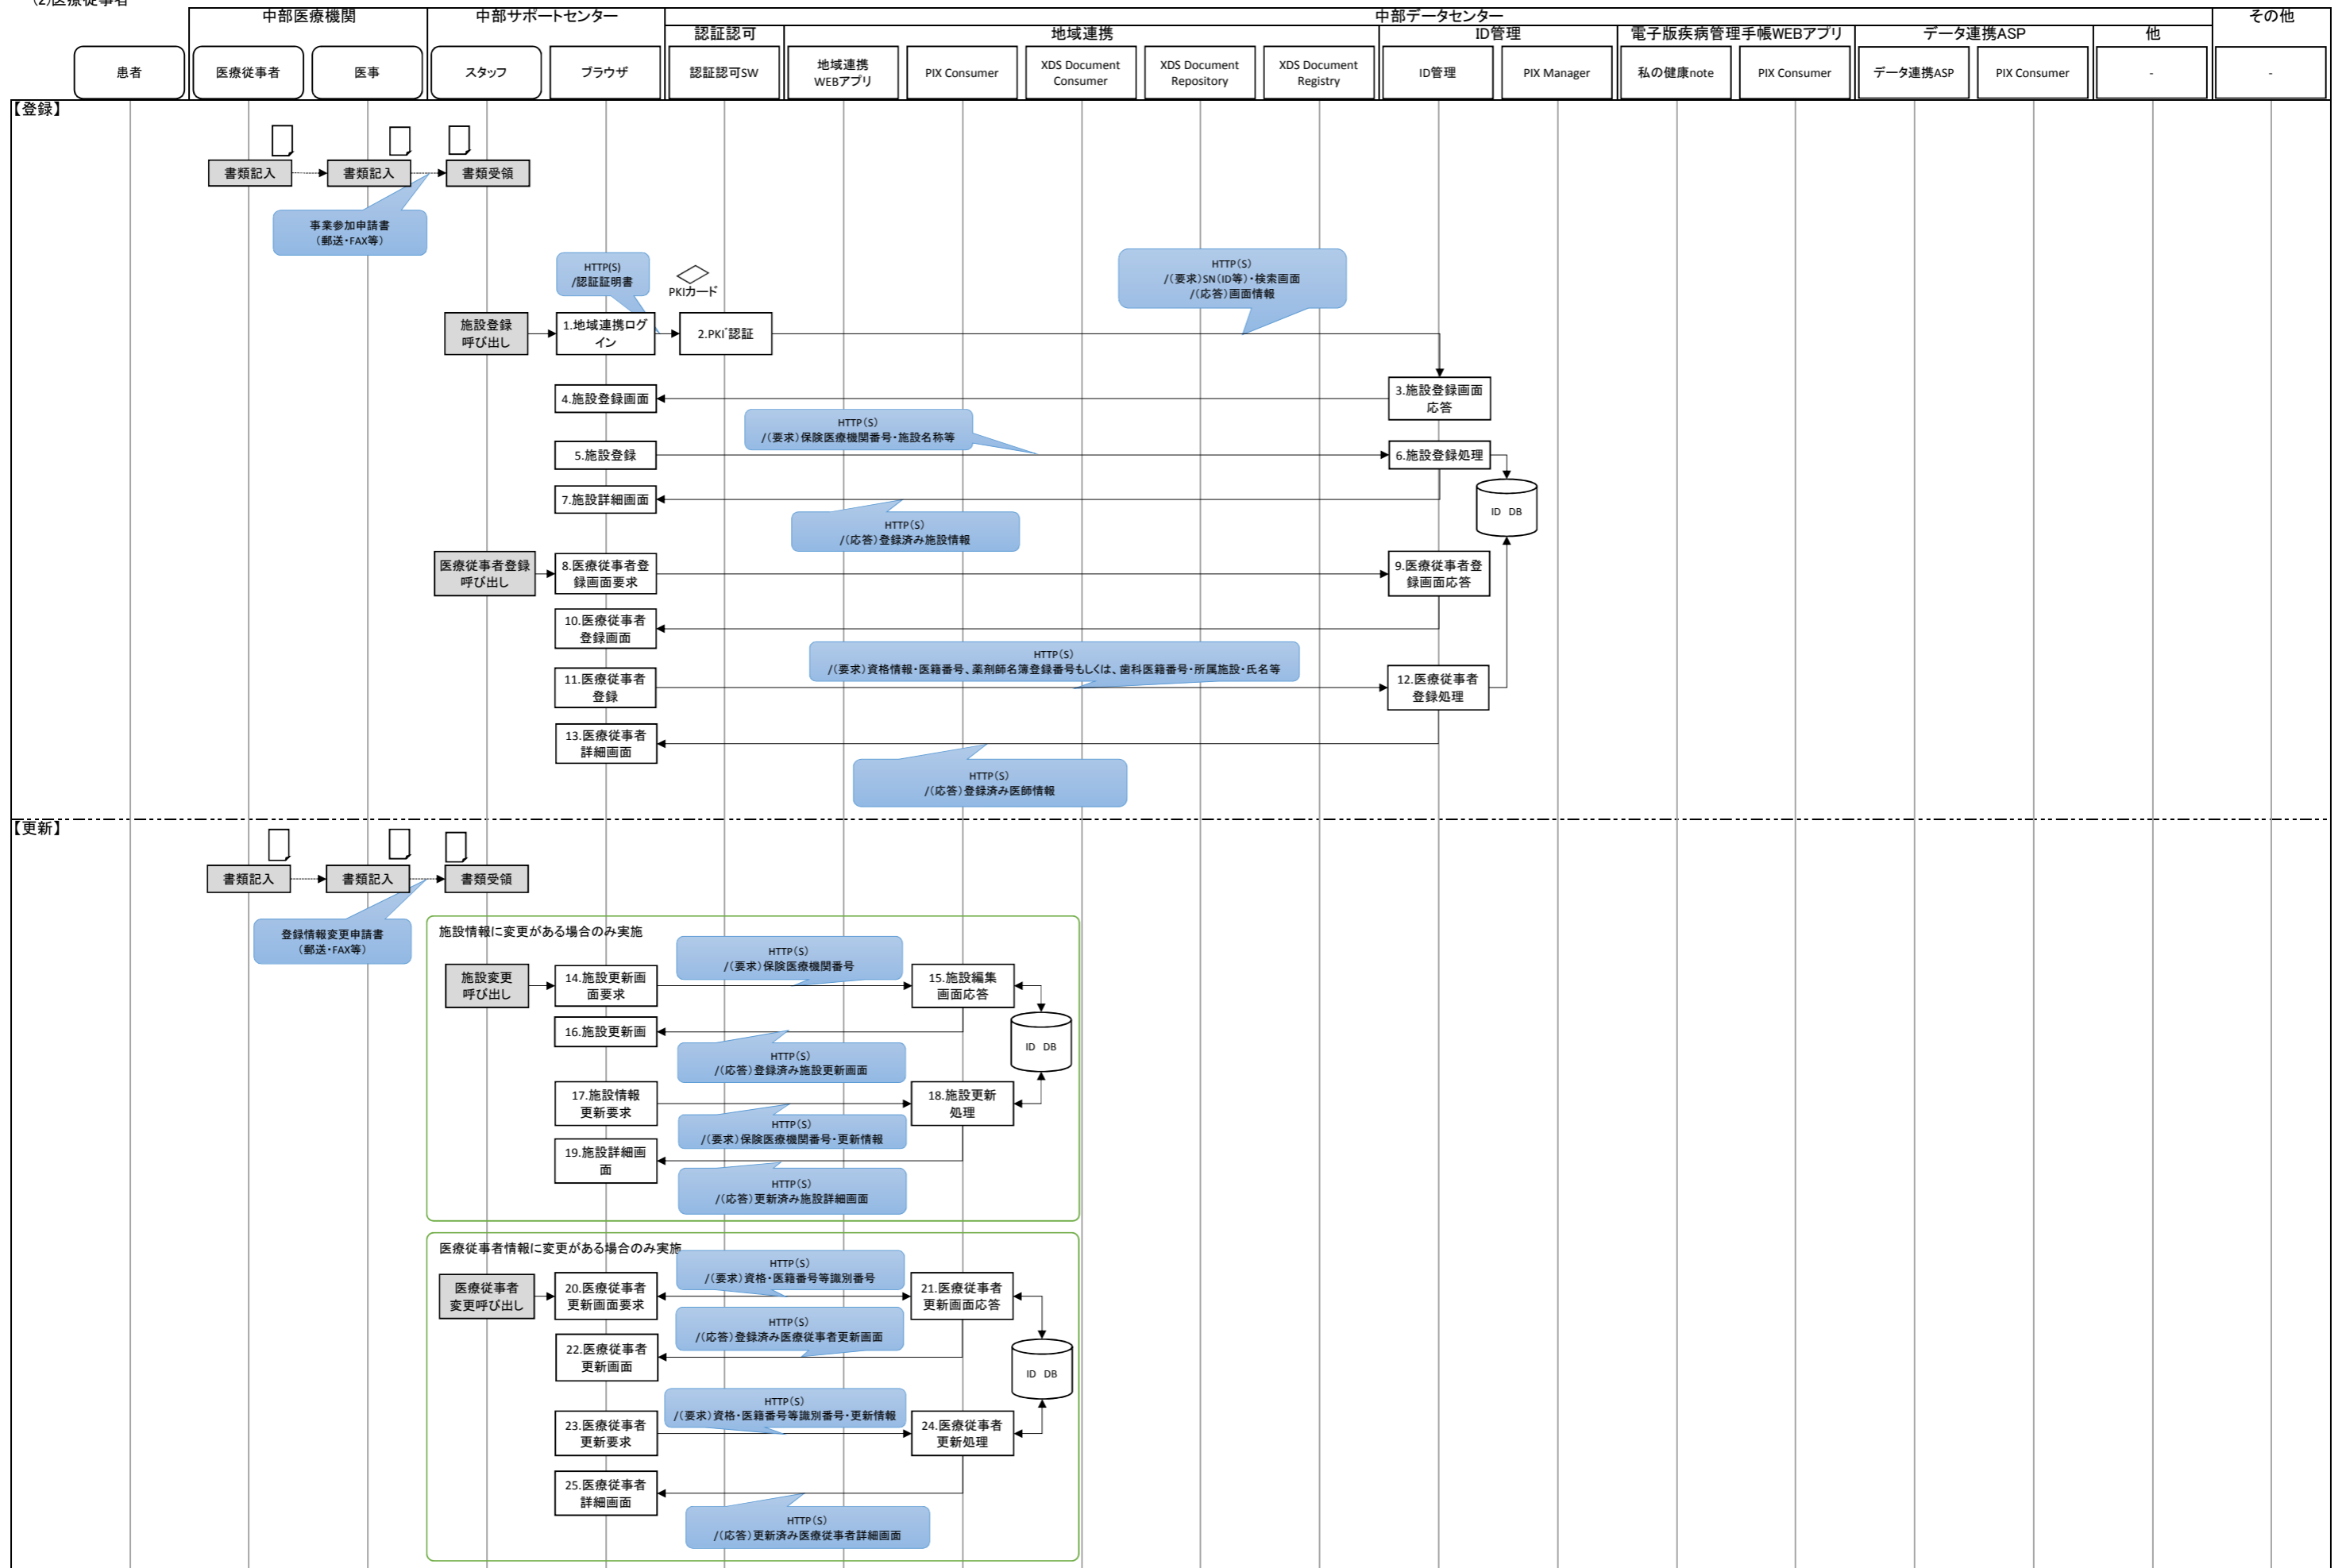 (2)医療従事者
中部医療機関
中部サポートセンター
中部データセンター
その他
認証認可
地域連携
ID管理
電子版疾病管理手帳WEBアプリ
データ連携ASP
他
患者
医療従事者
医事
スタッフ
ブラウザ
認証認可SW
地域連携
WEBアプリ
PIX Consumer
XDS Document
Consumer
XDS Document
Repository
XDS Document
Registry
ID管理
PIX Manager
私の健康note
PIX Consumer
データ連携ASP
PIX Consumer
-
-
【登録】
書類記入
書類記入
書類受領
事業参加申請書
(郵送・FAX等)
HTTP(S)
/認証証明書
PKIカード
HTTP(S)
/(要求)SN(ID等)・検索画面
/(応答)画面情報
施設登録
呼び出し
1.地域連携ログ
イン
2.PKI゙認証
4.施設登録画面
3.施設登録画面
応答
HTTP(S)
/(要求)保険医療機関番号・施設名称等
5.施設登録
6.施設登録処理
7.施設詳細画面
ID DB
HTTP(S)
/(応答)登録済み施設情報
医療従事者登録
呼び出し
8.医療従事者登
録画面要求
9.医療従事者登
録画面応答
10.医療従事者
登録画面
HTTP(S)
/(要求)資格情報・医籍番号、薬剤師名簿登録番号もしくは、歯科医籍番号・所属施設・氏名等
11.医療従事者
登録
12.医療従事者
登録処理
13.医療従事者
詳細画面
HTTP(S)
/(応答)登録済み医師情報
【更新】
書類記入
書類記入
書類受領
登録情報変更申請書
(郵送・FAX等)
施設情報に変更がある場合のみ実施
HTTP(S)
/(要求)保険医療機関番号
施設変更
呼び出し
14.施設更新画
面要求
15.施設編集
画面応答
16.施設更新画
ID DB
HTTP(S)
/(応答)登録済み施設更新画面
17.施設情報
更新要求
18.施設更新
処理
HTTP(S)
/(要求)保険医療機関番号・更新情報
19.施設詳細画
面
HTTP(S)
/(応答)更新済み施設詳細画面
医療従事者情報に変更がある場合のみ実施
HTTP(S)
/(要求)資格・医籍番号等識別番号
医療従事者
変更呼び出し
20.医療従事者
更新画面要求
21.医療従事者
更新画面応答
HTTP(S)
/(応答)登録済み医療従事者更新画面
22.医療従事者
更新画面
ID DB
HTTP(S)
/(要求)資格・医籍番号等識別番号・更新情報
23.医療従事者
更新要求
24.医療従事者
更新処理
25.医療従事者
詳細画面
HTTP(S)
/(応答)更新済み医療従事者詳細画面